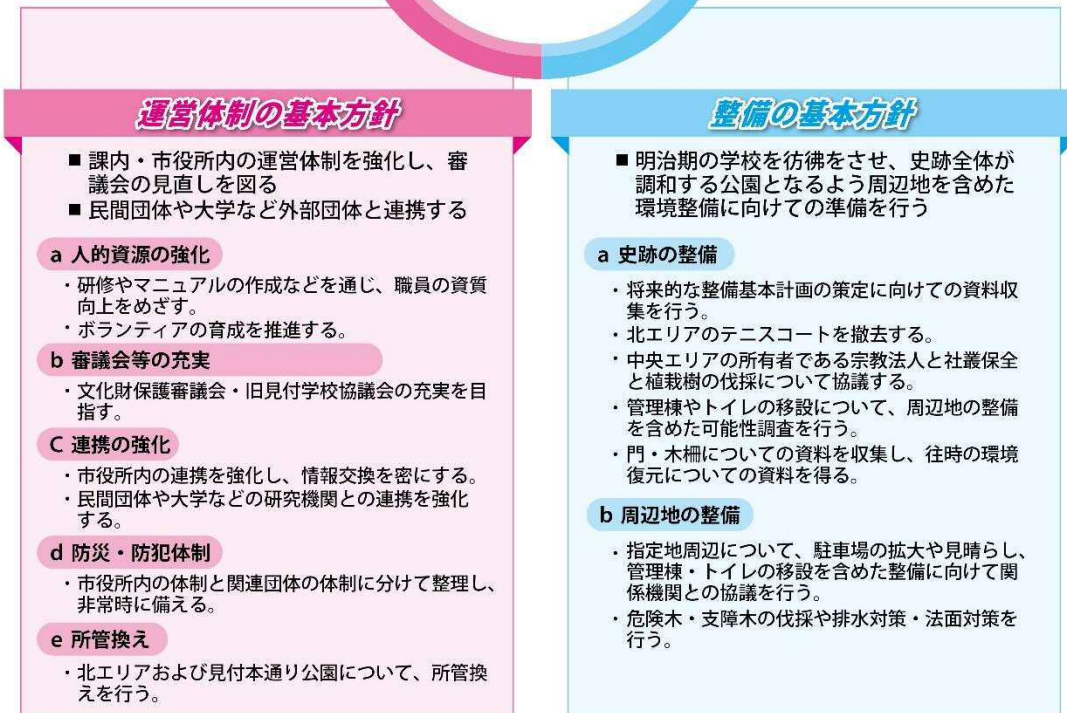 運営体制の基本方針
■ 課内・市役所内の運営体制を強化し、審
議会の見直しを図る
■ 民間団体や大学など外部団体と連携する
a 人的資源の強化
・研修やマニュアルの作成などを通じ、職員の資質
向上をめざす。
・ボランティアの育成を推進する。
b 審議会等の充実
・文化財保護審議会・旧見付学校協議会の充実を目
指す。
C 連携の強化
・市役所内の連携を強化し、情報交換を密にする。
・民間団体や大学などの研究機関との連携を強化
する。
d 防災・防犯体制
・市役所内の体制と関連団体の体制に分けて整理し、
非常時に備える。
e 所管換え
・北エリアおよび見付本通り公園について、所管換
えを行う。
整備の基本方針
■ 明治期の学校を彷彿をさせ、史跡全体が
調和する公園となるよう周辺地を含めた
環境整備に向けての準備を行う
a 史跡の整備
・将来的な整備基本計画の策定に向けての資料収
集を行う。
・北エリアのテニスコートを撤去する。
・中央エリアの所有者である宗教法人と社叢保全
と植栽樹の伐採について協議する。
・管理棟やトイレの移設について、周辺地の整備
を含めた可能性調査を行う。
・門・木柵についての資料を収集し、往時の環境
復元についての資料を得る。
b 周辺地の整備
・指定地周辺について、駐車場の拡大や見晴らし、
管理棟・トイレの移設を含めた整備に向けて関
係機関との協議を行う。
・危険木・支障木の伐採や排水対策・法面対策を
行う。